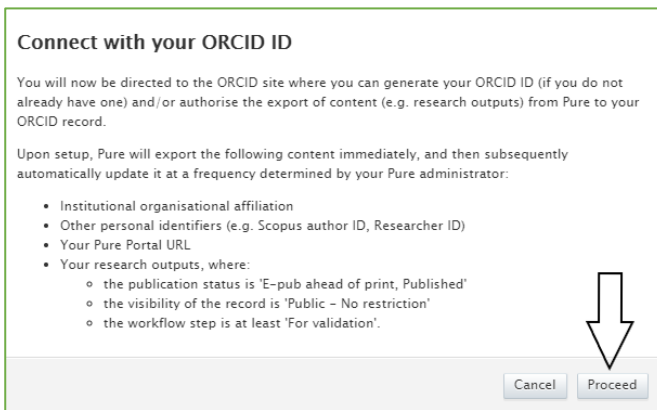 Connect with your ORCID ID
You will now be directed to the ORCID site where you can generate your ORCID ID (if you do not
already have one) and/or authorise the export of content (e.g. research outputs) from Pure to your
ORCID record.
Upon setup, Pure will export the following content immediately, and then subsequently
automatically update it at a frequency determined by your Pure administrator:
• Institutional organisational affiliation
• Other personal identifiers (e.g. Scopus author ID, Researcher ID)
• Your Pure Portal URL
• Your research outputs, where:
○ the publication status is 'E-pub ahead of print, Published'
○ the visibility of the record is 'Public - No restriction'
○ the workflow step is at least 'For validation'.
Cancel Proceed